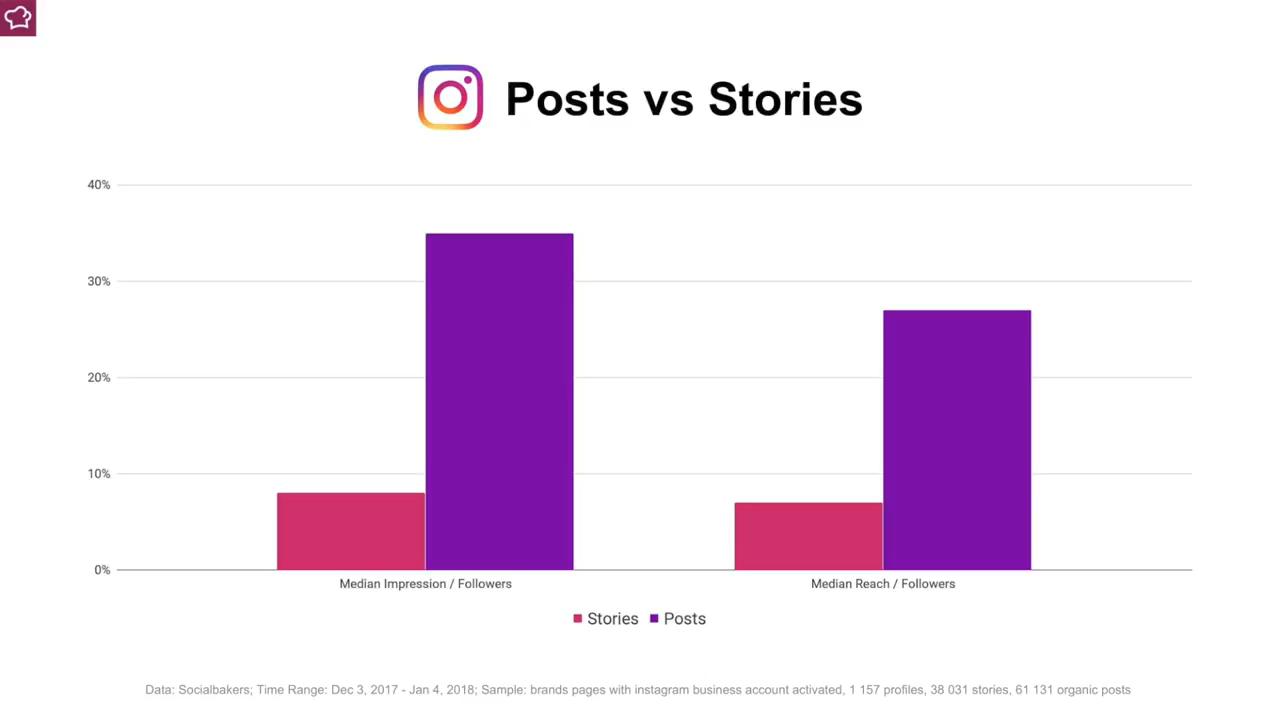 Posts vs Stories
40%
30%
20%
10%
0%
Median Impression / Followers
Median Reach / Followers
Stories
Posts
Data: Socialbakers; Time Range: Dec 3, 2017 - Jan 4, 2018; Sample: brands pages with instagram business account activated, 1 157 profiles, 38 031 stories, 61 131 organic posts